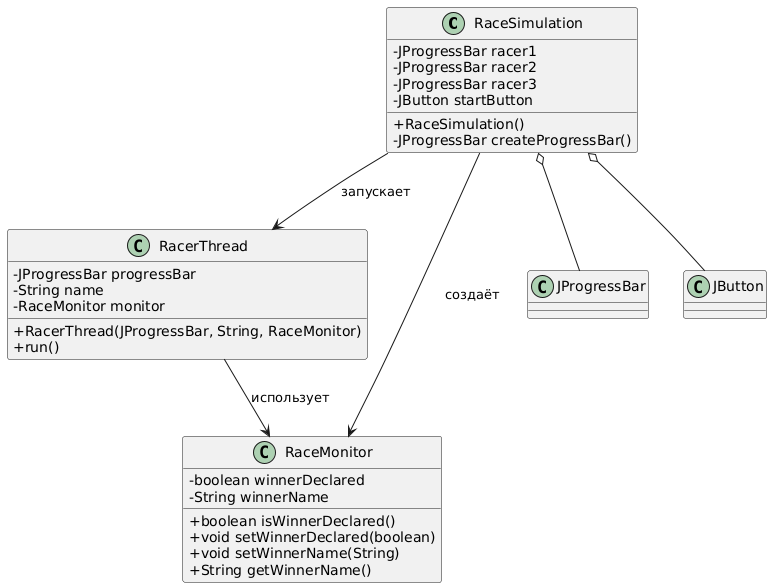 C RaceSimulation
-JProgressBar racer1
-JProgressBar racer2
-JProgressBar racer3
-JButton startButton
+RaceSimulation()
-JProgressBar createProgressBar()
запускает
C RacerThread
-JProgressBar progressBar
-String name
-RaceMonitor monitor
+RacerThread(JProgressBar, String, RaceMonitor)
+run()
создаёт
C JProgressBar
C JButton
использует
C RaceMonitor
-boolean winnerDeclared
-String winnerName
+boolean isWinnerDeclared()
+void setWinnerDeclared(boolean)
+void setWinnerName(String)
+String getWinnerName()